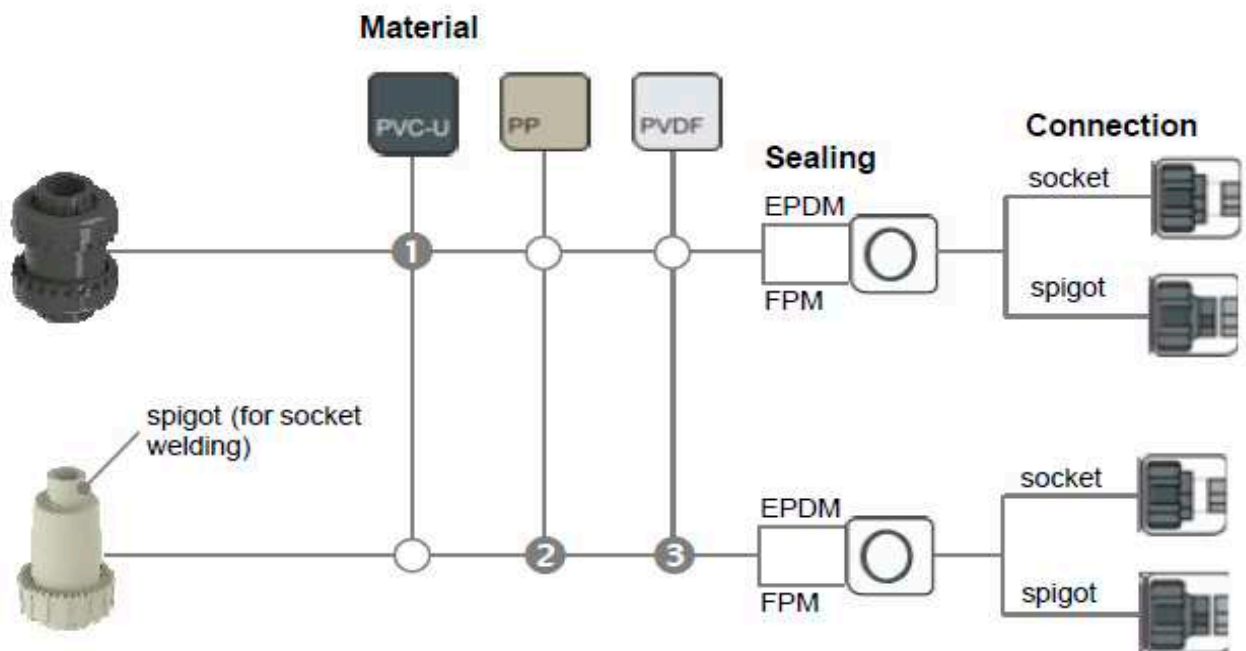 Material
PVC-U
PP
PVDF
Sealing
Connection
EPDM
FPM
socket
spigot
1
spigot (for socket
welding)
EPDM
FPM
socket
spigot
2
3